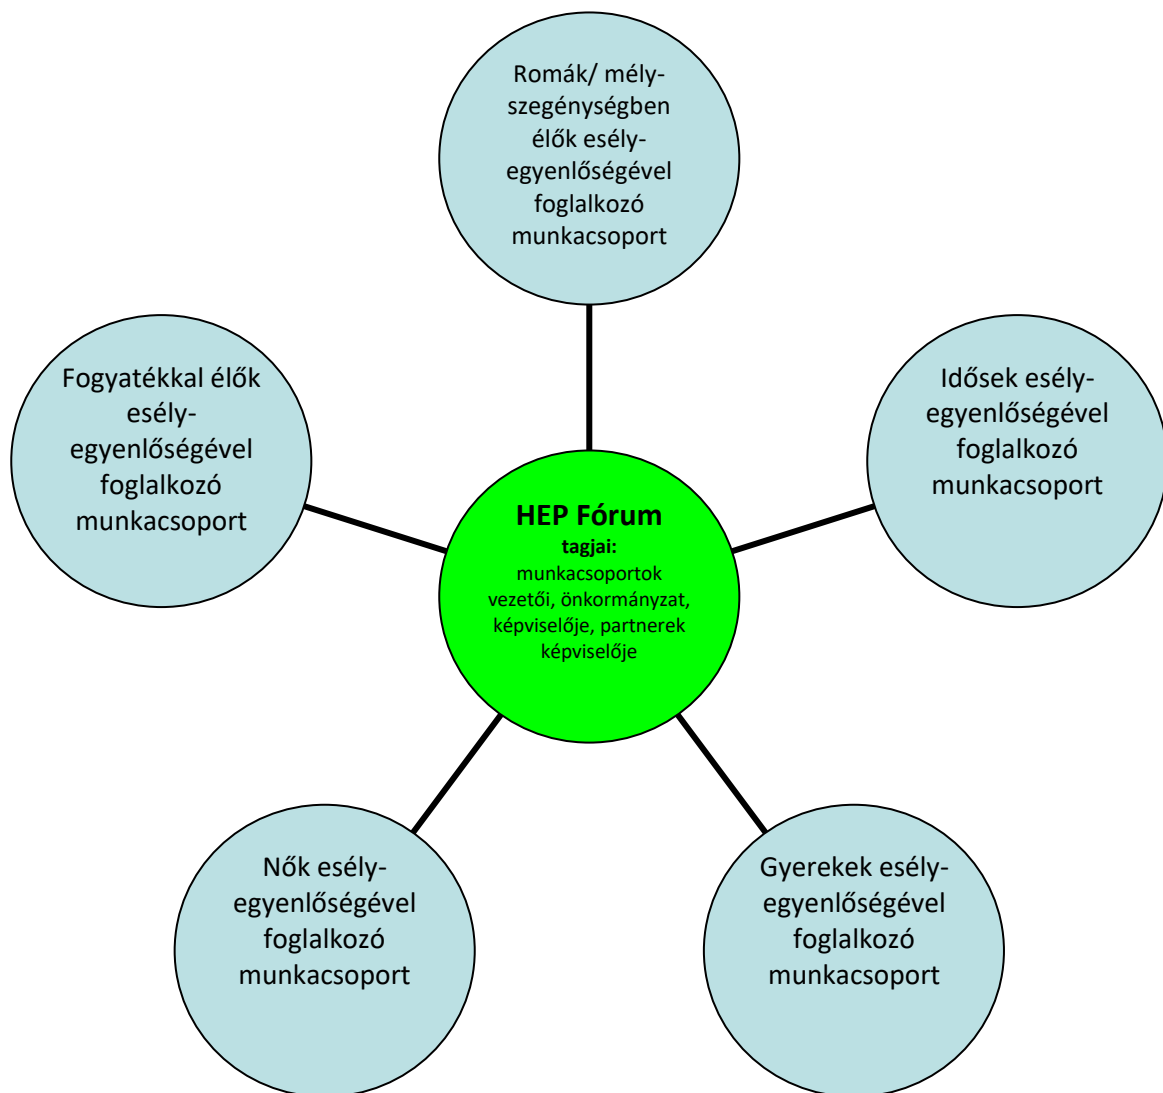 Romák/ mély-
szegénységben
élők esély-
egyenlőségével
foglalkozó
munkacsoport
Fogyatékkal élők
esély-
egyenlőségével
foglalkozó
munkacsoport
Idősek esély-
egyenlőségével
foglalkozó
munkacsoport
HEP Fórum
tagjai:
munkacsoportok
vezetői, önkormányzat,
képviselője, partnerek
képviselője
Nők esély-
egyenlőségével
foglalkozó
munkacsoport
Gyerekek esély-
egyenlőségével
foglalkozó
munkacsoport